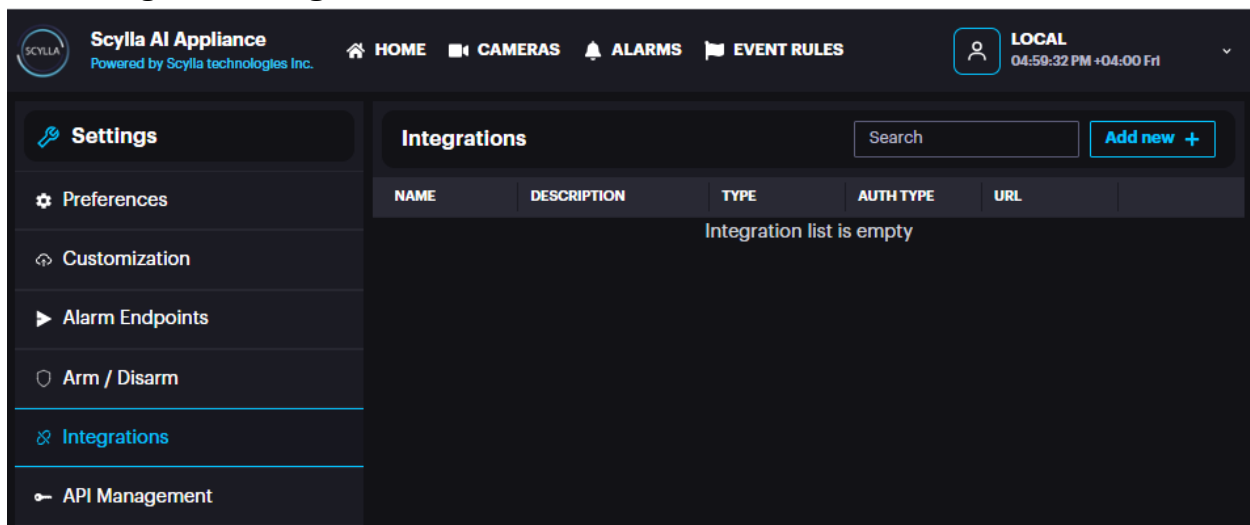 SCYLLA
Scylla AI Appliance
Powered by Scylla technologies Inc.
HOME
CAMERAS
ALARMS
EVENT RULES
LOCAL
04:59:32 PM +04:00 Fri
Settings
Preferences
Customization
Alarm Endpoints
Arm / Disarm
Integrations
API Management
Integrations
Search
Add new +
NAME DESCRIPTION TYPE AUTH TYPE URL
Integration list is empty